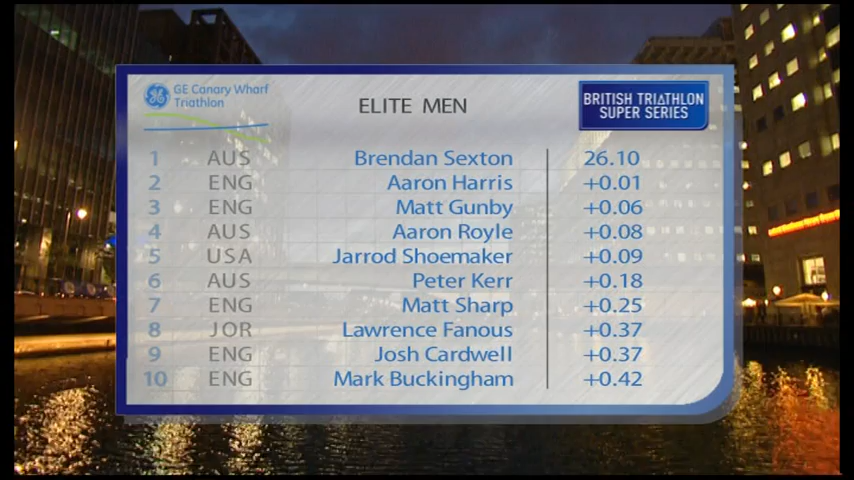 GE Canary Wharf
Triathlon
ELITE MEN
BRITISH TRIATHLON
SUPER SERIES
1 AUS Brendan Sexton 26.10
2 ENG Aaron Harris +0.01
3 ENG Matt Gunby +0.06
4 AUS Aaron Royle +0.08
5 USA Jarrod Shoemaker +0.09
6 AUS Peter Kerr +0.18
7 ENG Matt Sharp +0.25
8 JOR Lawrence Fanous +0.37
9 ENG Josh Cardwell +0.37
10 ENG Mark Buckingham +0.42